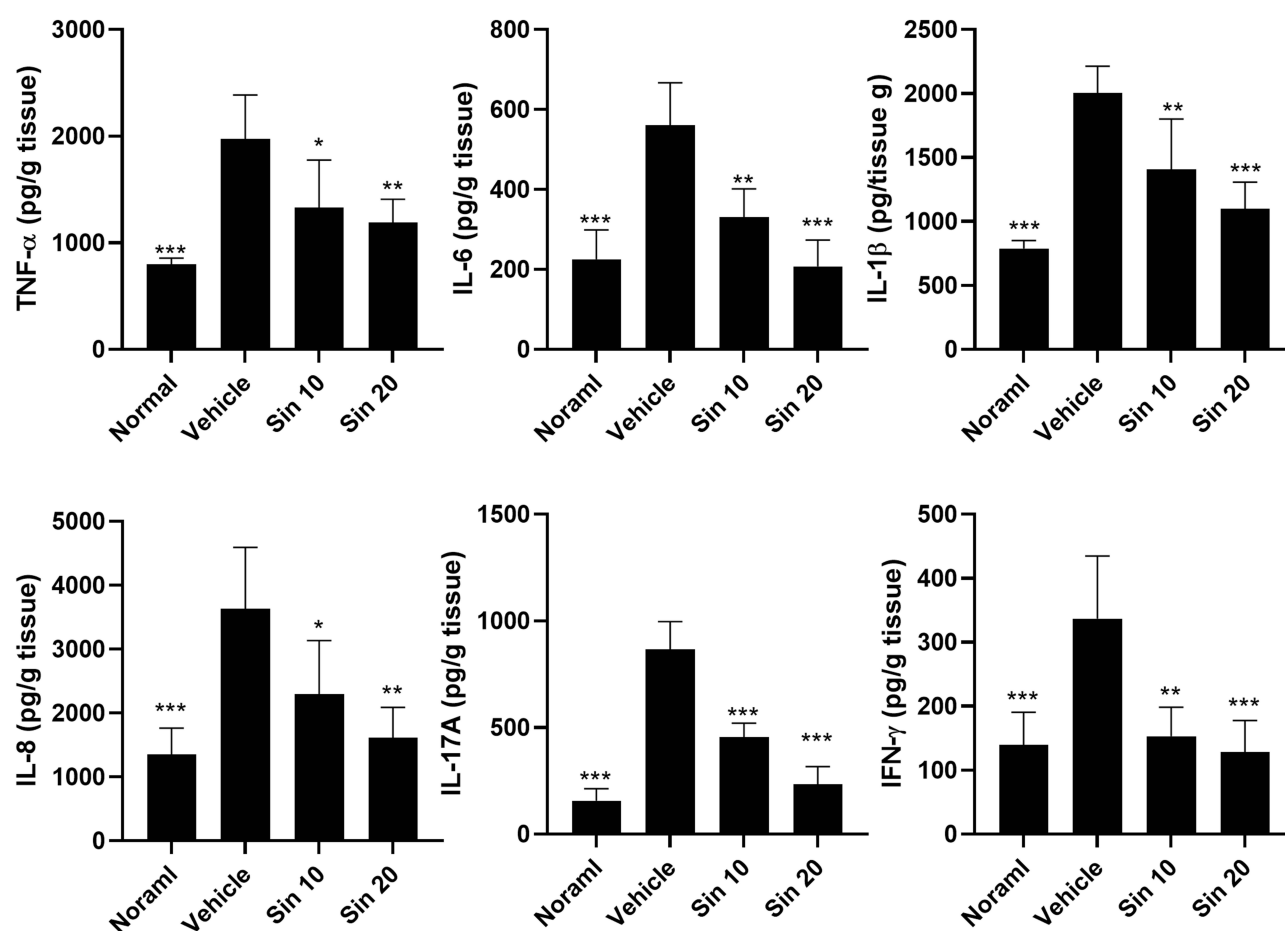 TNF-α (pg/g tissue)
3000
2000
1000
0
***
*
**
Normal
Vehicle
Sin 10
Sin 20
IL-6 (pg/g tissue)
800
600
400
200
0
***
**
***
Noraml
Vehicle
Sin 10
Sin 20
IL-1β (pg/tissue g)
2500
2000
1500
1000
500
0
***
**
***
Noraml
Vehicle
Sin 10
Sin 20
IL-8 (pg/g tissue)
5000
4000
3000
2000
1000
0
***
*
**
Noraml
Vehicle
Sin 10
Sin 20
IL-17A (pg/g tissue)
1500
1000
500
0
***
***
***
Noraml
Vehicle
Sin 10
Sin 20
IFN-γ (pg/g tissue)
500
400
300
200
100
0
***
**
***
Noraml
Vehicle
Sin 10
Sin 20